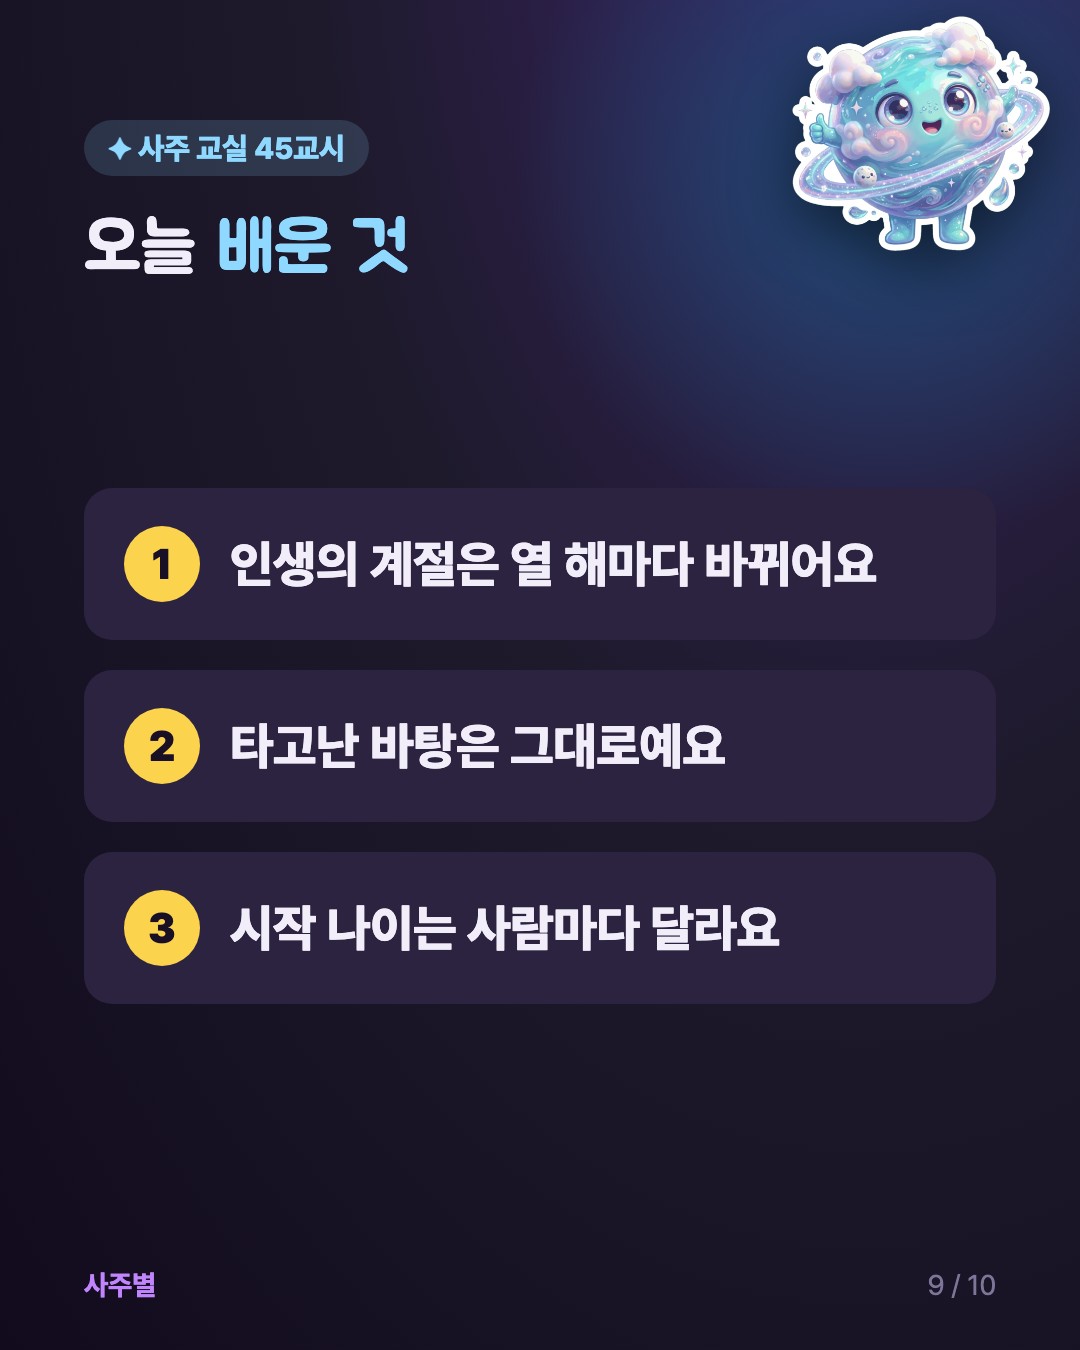 ✦ 사주 교실 45교시
오늘 배운 것
1 인생의 계절은 열 해마다 바뀌어요
2 타고난 바탕은 그대로예요
3 시작 나이는 사람마다 달라요
사주별
9 / 10